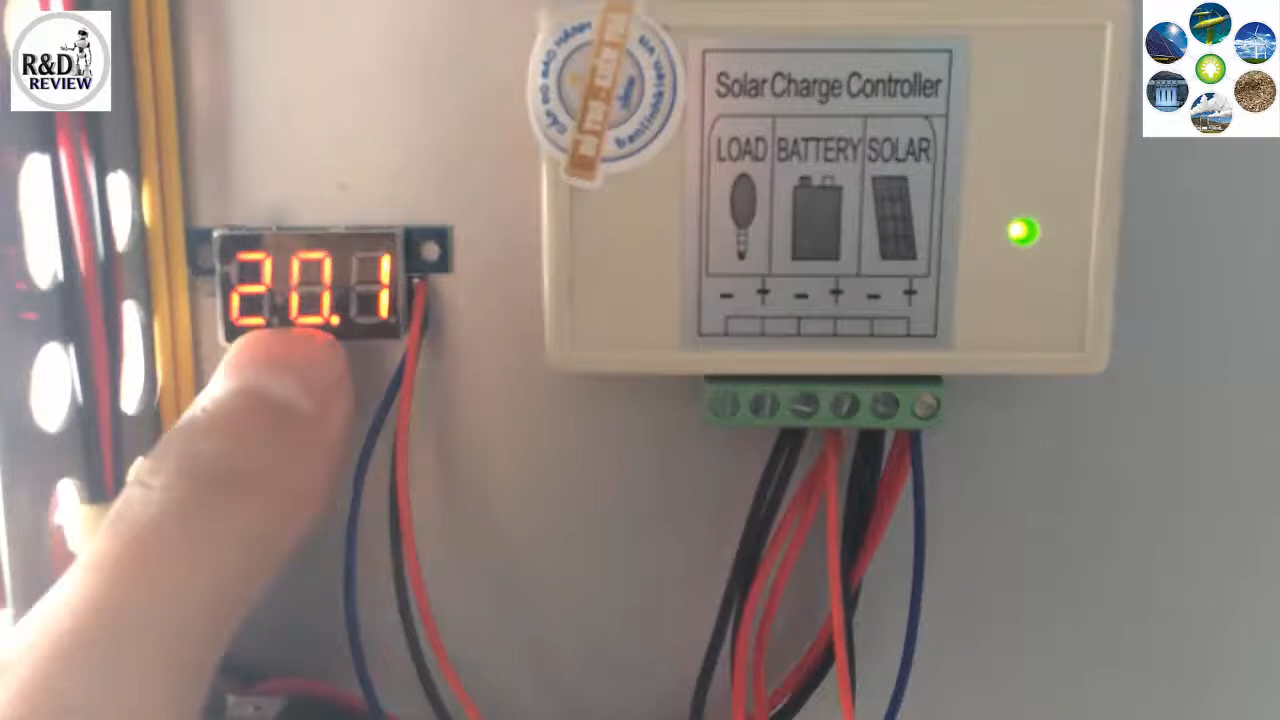 R&D
REVIEW
20.1
Solar Charge Controller
LOAD BATTERY SOLAR
- + - + - +